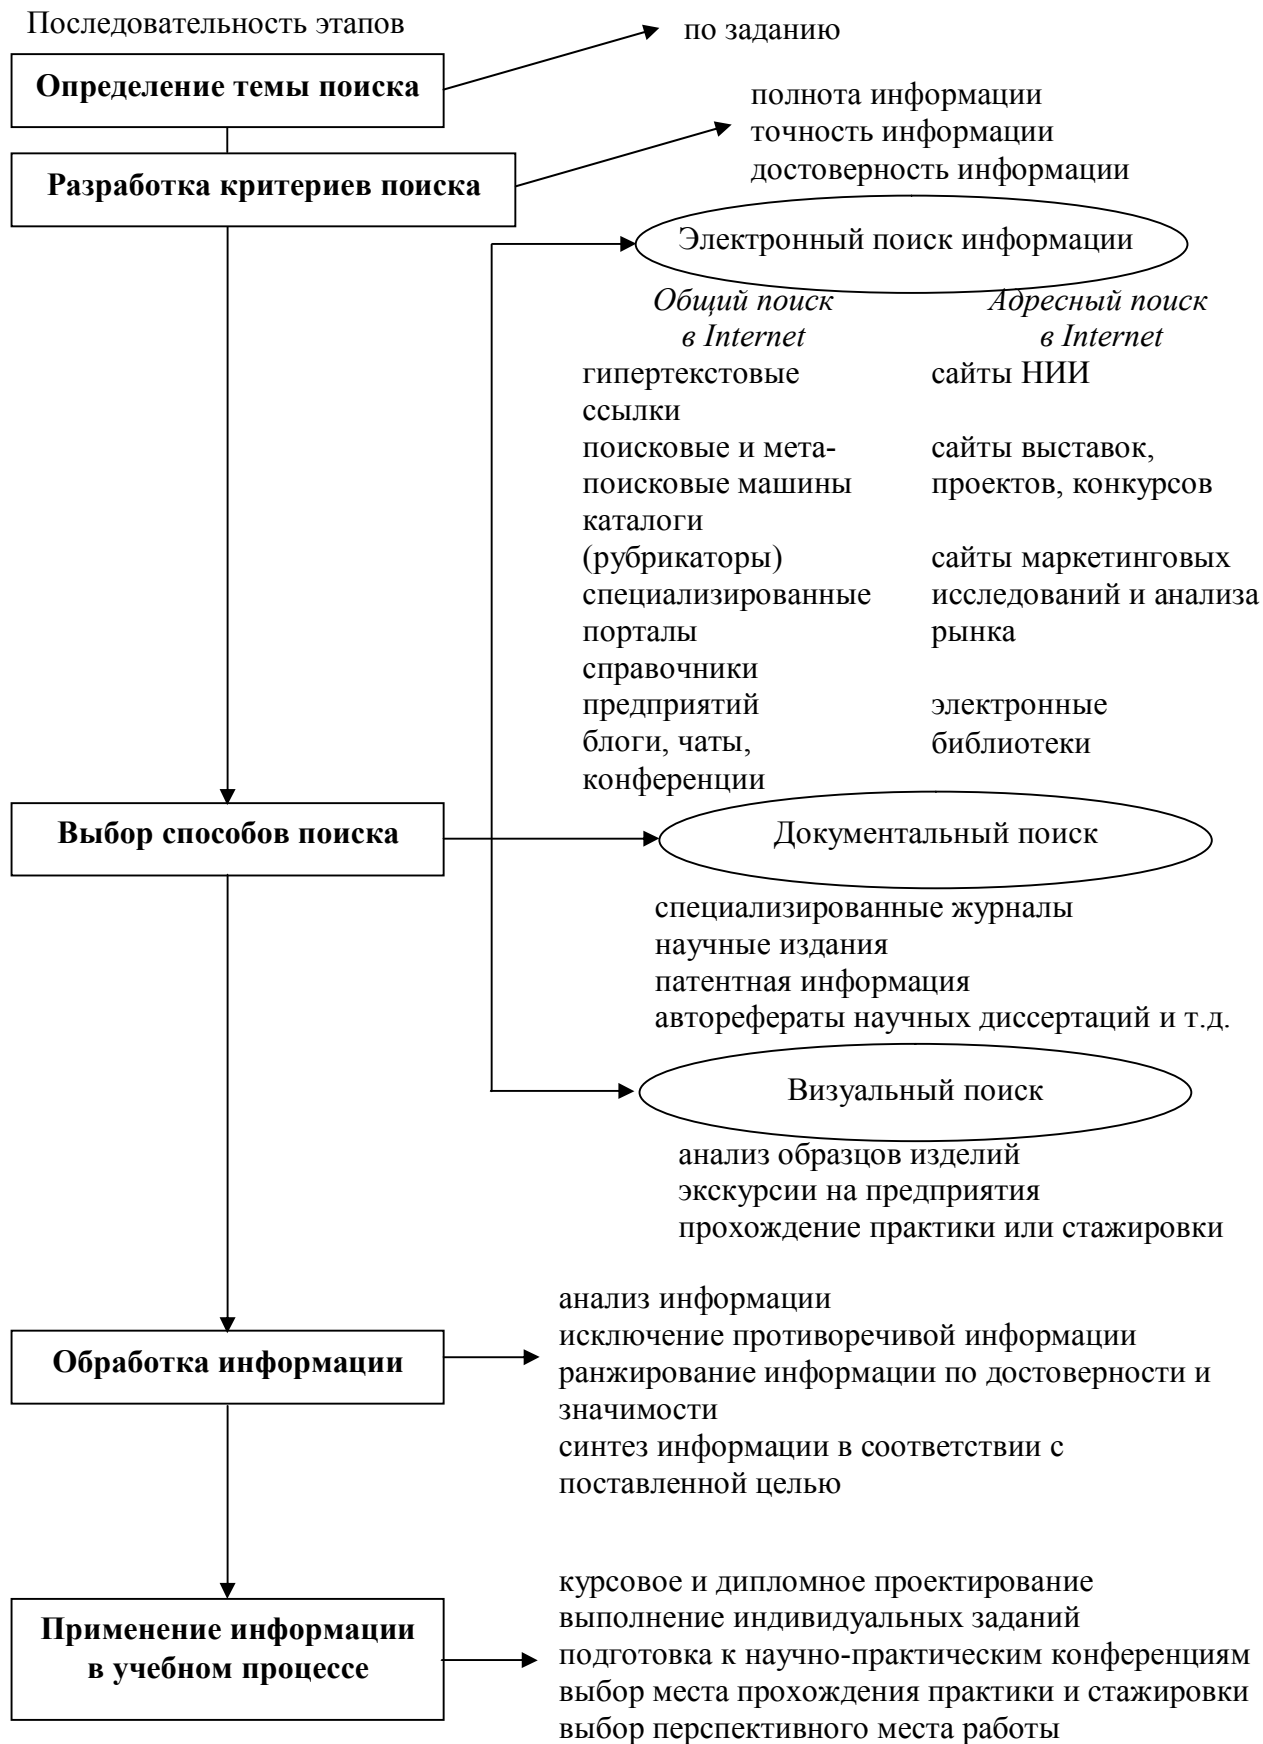 Последовательность этапов
по заданию
Определение темы поиска
полнота информации
точность информации
достоверность информации
Разработка критериев поиска
Электронный поиск информации
Общий поиск
в Internet
гипертекстовые
ссылки
поисковые и мета-
поисковые машины
каталоги
(рубрикаторы)
специализированные
порталы
справочники
предприятий
блоги, чаты,
конференции
Адресный поиск
в Internet
сайты НИИ
сайты выставок,
проектов, конкурсов
сайты маркетинговых
исследований и анализа
рынка
электронные
библиотеки
Выбор способов поиска
Документальный поиск
специализированные журналы
научные издания
патентная информация
авторефераты научных диссертаций и т.д.
Визуальный поиск
анализ образцов изделий
экскурсии на предприятия
прохождение практики или стажировки
Обработка информации
анализ информации
исключение противоречивой информации
ранжирование информации по достоверности и
значимости
синтез информации в соответствии с
поставленной целью
Применение информации
в учебном процессе
курсовое и дипломное проектирование
выполнение индивидуальных заданий
подготовка к научно-практическим конференциям
выбор места прохождения практики и стажировки
выбор перспективного места работы